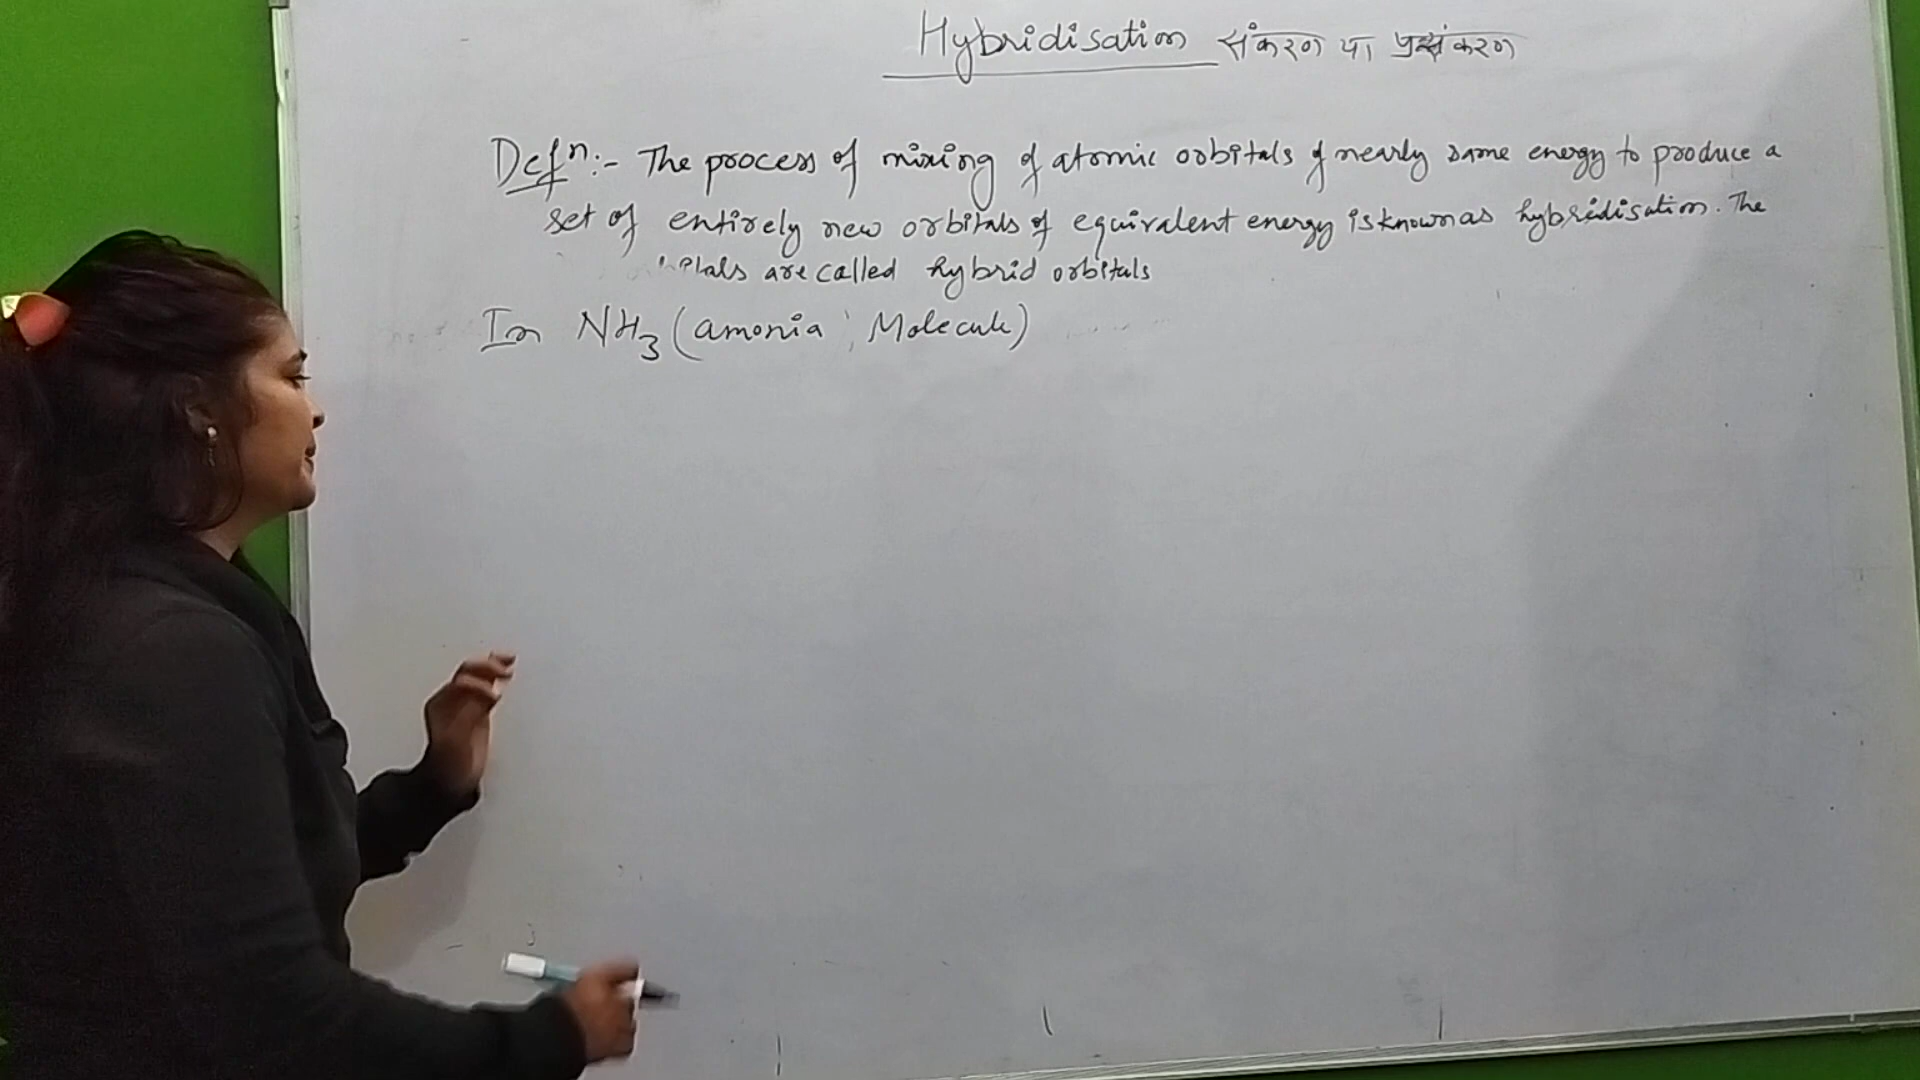 Hybridisation संकरण या प्रसंकरण
Defn:- The process of mixing of atomic orbitals of nearly same energy to produce a
set of entirely new orbitals of equivalent energy is known as hybridisation. The
are called hybrid orbitals
In NH3 (amonia Molecule)